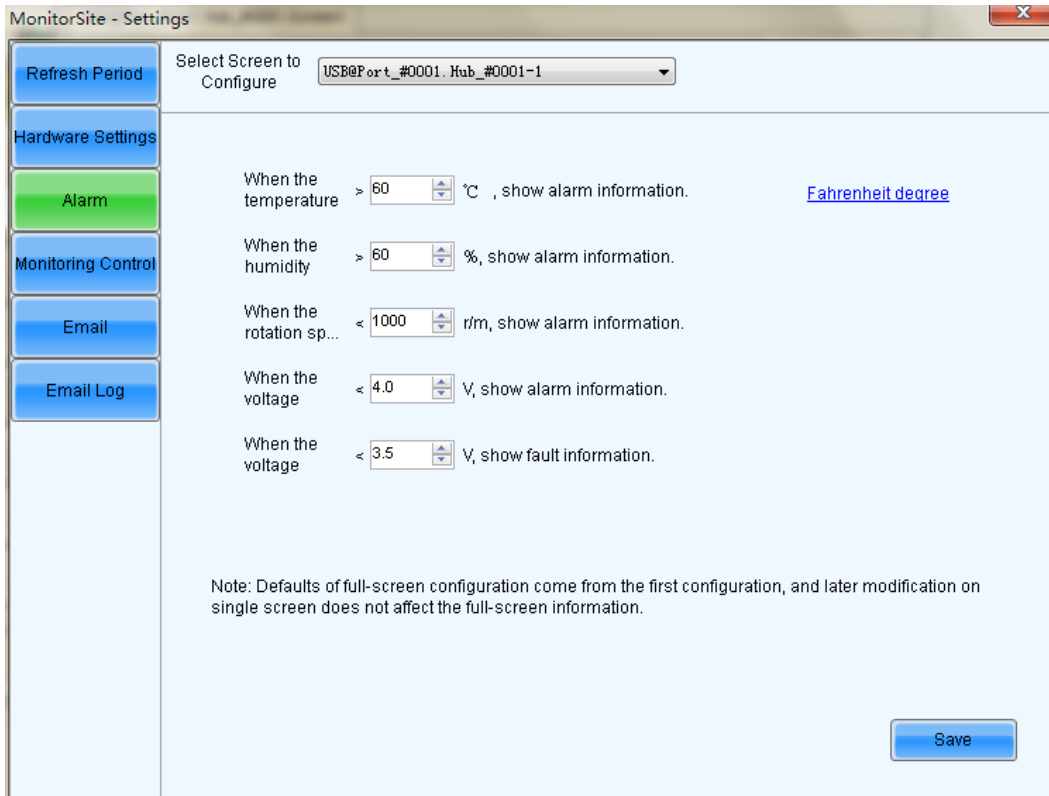 MonitorSite - Settings
Refresh Period
Hardware Settings
Alarm
Monitoring Control
Email
Email Log
Select Screen to
Configure
USB@Port_#0001.Hub_#0001-1
When the
temperature > 60 ℃ , show alarm information.
Fahrenheit degree
When the
humidity > 60 %, show alarm information.
When the
rotation sp... < 1000 r/m, show alarm information.
When the
voltage < 4.0 V, show alarm information.
When the
voltage < 3.5 V, show fault information.
Note: Defaults of full-screen configuration come from the first configuration, and later modification on
single screen does not affect the full-screen information.
Save